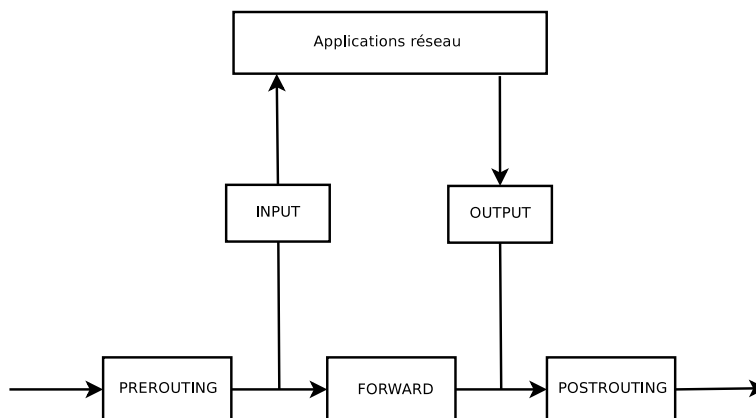 Applications réseau
INPUT
OUTPUT
PREROUTING
FORWARD
POSTROUTING